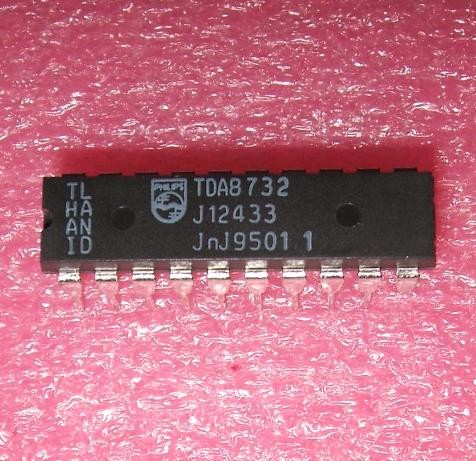 TL
HA
AN
ID
PHILIPS
TDA8732
J12433
JnJ9501 1